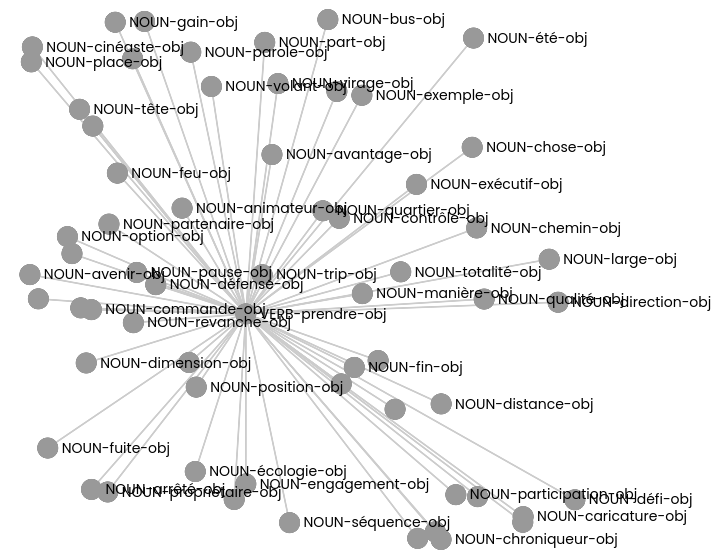 NOUN-bus-obj
NOUN-gain-obj
NOUN-été-obj
NOUN-part-obj
NOUN-cinéaste-obj
NOUN-parole-obj
NOUN-place-obj
NOUN-virage-obj
NOUN-volant-obj
NOUN-exemple-obj
NOUN-tête-obj
NOUN-chose-obj
NOUN-avantage-obj
NOUN-feu-obj
NOUN-exécutif-obj
NOUN-animateur-obj
NOUN-quartier-obj
NOUN-contrôle-obj
NOUN-partenaire-obj
NOUN-chemin-obj
NOUN-option-obj
NOUN-large-obj
NOUN-pause-obj
NOUN-totalité-obj
NOUN-avenir-obj
NOUN-trip-obj
NOUN-défense-obj
NOUN-manière-obj
NOUN-qualité-obj
NOUN-direction-obj
NOUN-commande-obj
VERB-prendre-obj
NOUN-revanche-obj
NOUN-dimension-obj
NOUN-fin-obj
NOUN-position-obj
NOUN-distance-obj
NOUN-fuite-obj
NOUN-écologie-obj
NOUN-engagement-obj
NOUN-arrêté-obj
NOUN-propriétaire-obj
NOUN-participation-obj
NOUN-défi-obj
NOUN-caricature-obj
NOUN-séquence-obj
NOUN-chroniqueur-obj